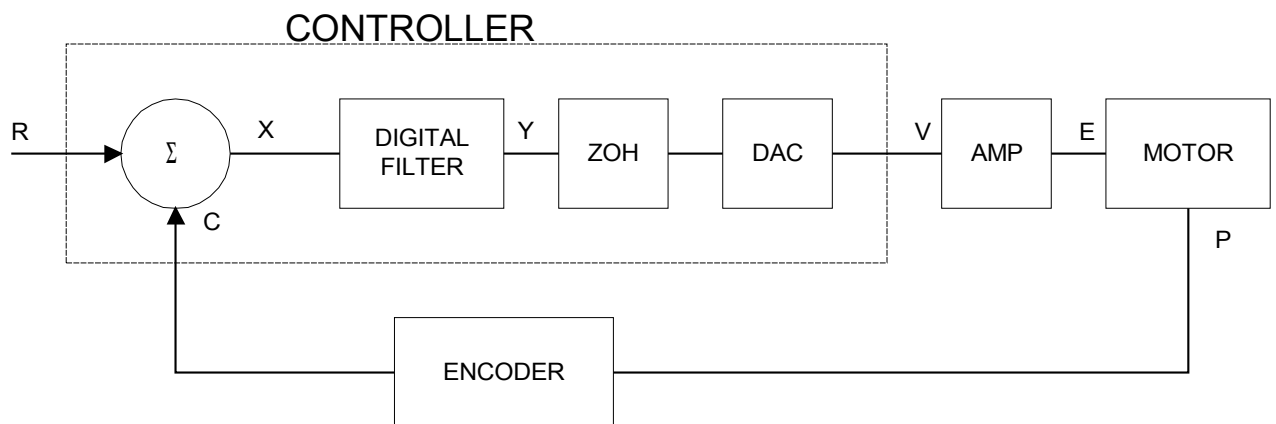 CONTROLLER
R
Σ
X
DIGITAL
FILTER
Y
ZOH
DAC
V
AMP
E
MOTOR
C
P
ENCODER